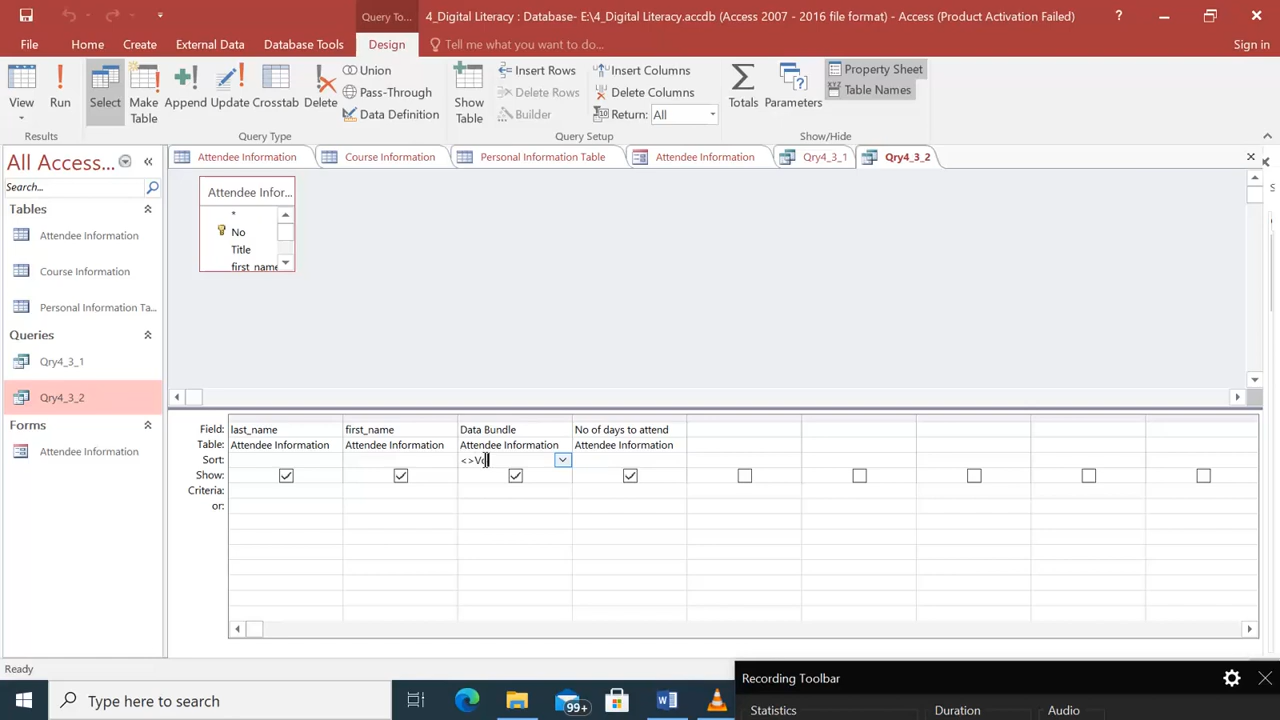 Query To...
4_Digital Literacy : Database- E:\4_Digital Literacy.accdb (Access 2007 - 2016 file format) - Access (Product Activation Failed)
?
File
Home
Create
External Data
Database Tools
Design
Tell me what you want to do...
Sign in
View
Run
Select
Make Table
Append
Update
Crosstab
Delete
Union
Pass-Through
Data Definition
Show Table
Insert Rows
Delete Rows
Builder
Insert Columns
Delete Columns
Return: All
Totals
Parameters
Property Sheet
Table Names
Results
Query Type
Query Setup
Show/Hide
All Access...
Attendee Information
Course Information
Personal Information Table
Attendee Information
Qry4_3_1
Qry4_3_2
Search...
Tables
Attendee Information
Course Information
Personal Information Ta...
Queries
Qry4_3_1
Qry4_3_2
Forms
Attendee Information
Attendee Infor...
*
No
Title
first_name
Field: last_name first_name Data Bundle No of days to attend
Table: Attendee Information Attendee Information Attendee Information Attendee Information
Sort: <>Vo
Show:
Criteria:
or:
Ready
Recording Toolbar
Type here to search
99+
Statistics
Duration
Audio